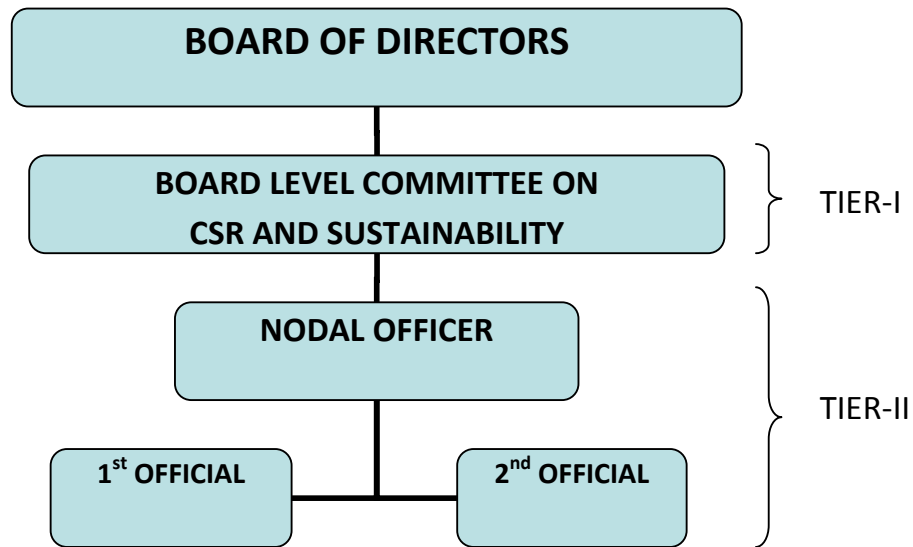 BOARD OF DIRECTORS
BOARD LEVEL COMMITTEE ON
CSR AND SUSTAINABILITY
TIER-I
NODAL OFFICER
TIER-II
1st OFFICIAL
2nd OFFICIAL